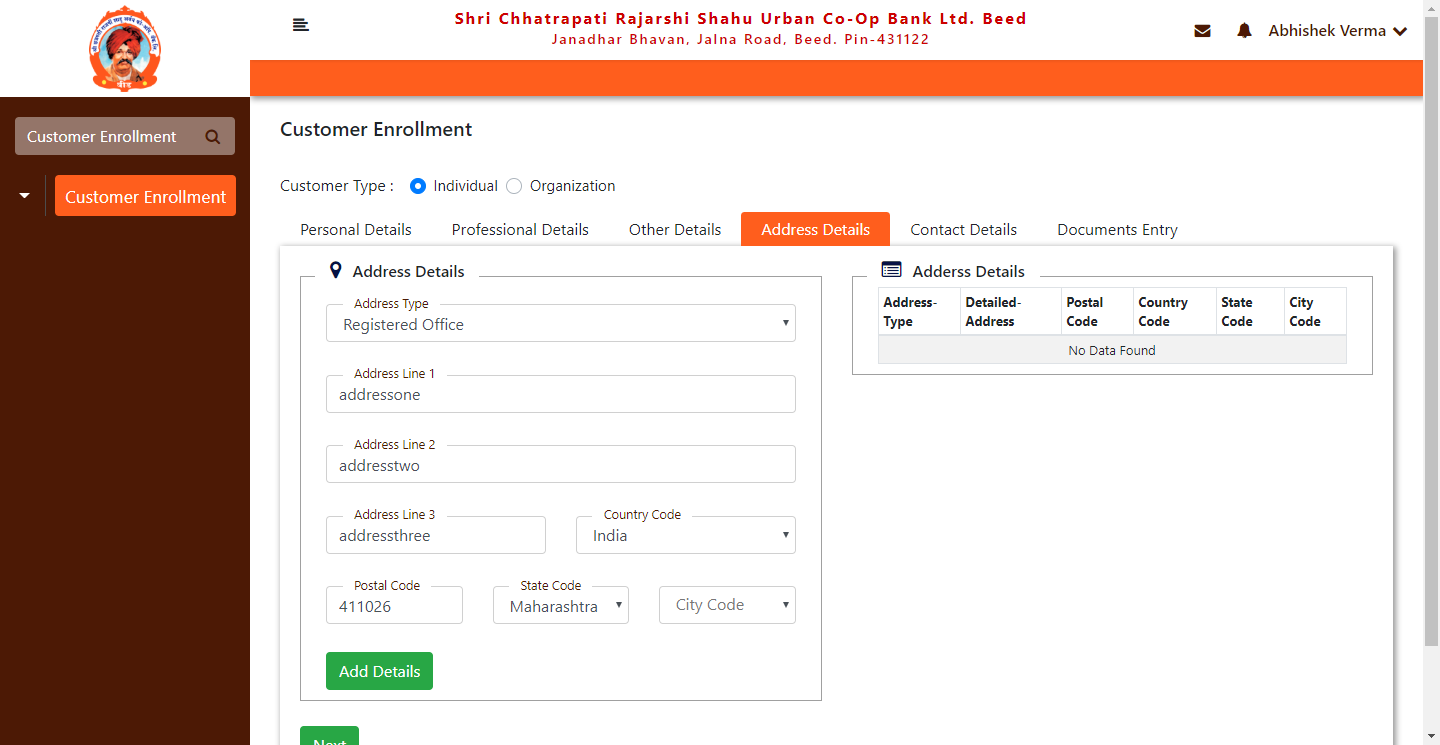 Shri Chhatrapati Rajarshi Shahu Urban Co-Op Bank Ltd. Beed
Janadhar Bhavan, Jalna Road, Beed. Pin-431122
Abhishek Verma
बीड
Customer Enrollment
Customer Enrollment
Customer Enrollment
Customer Type : Individual Organization
Personal Details Professional Details Other Details Address Details Contact Details Documents Entry
Address Details
Address Type
Registered Office
Address Line 1
addressone
Address Line 2
addresstwo
Address Line 3 Country Code
addressthree India
Postal Code State Code
411026 Maharashtra City Code
Add Details
Next
Adderss Details
Address-Type Detailed-Address Postal Code Country Code State Code City Code
No Data Found